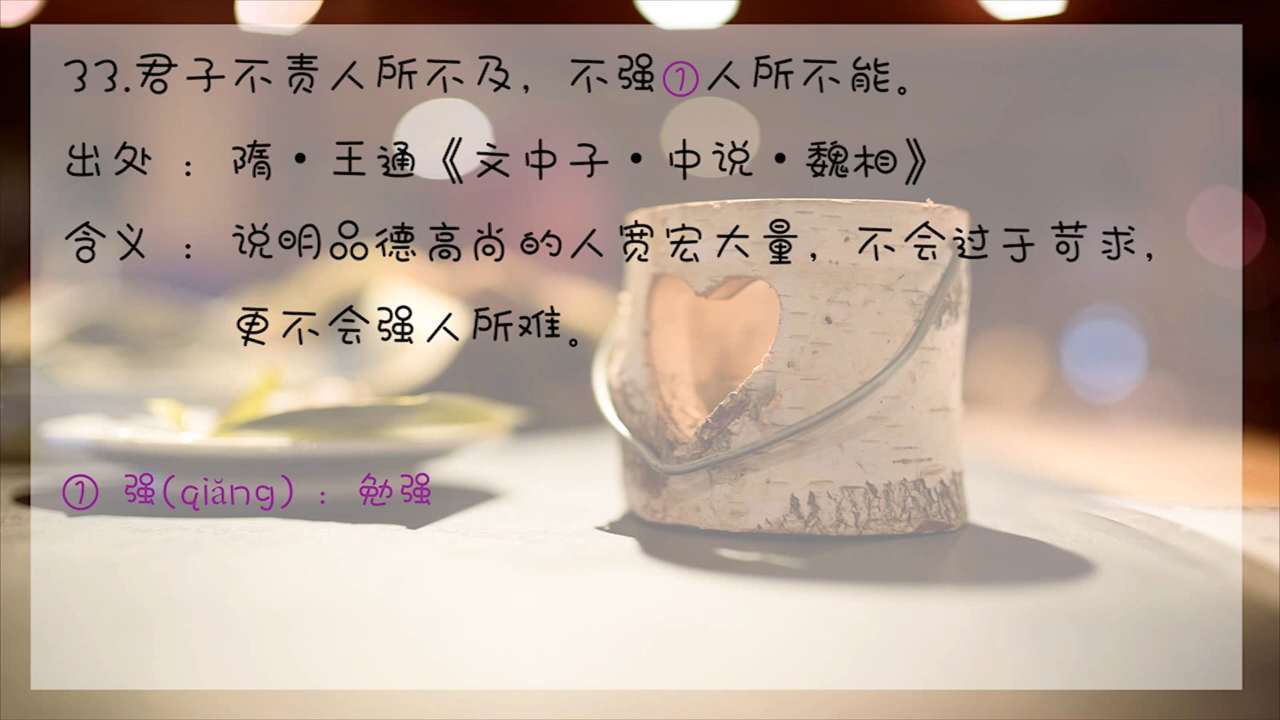 33.君子不责人所不及，不强①人所不能。
出处 ： 隋·王通《文中子·中说·魏相》
含义 ： 说明品德高尚的人宽宏大量，不会过于苛求，
更不会强人所难。
① 强(qiǎng) ： 勉强